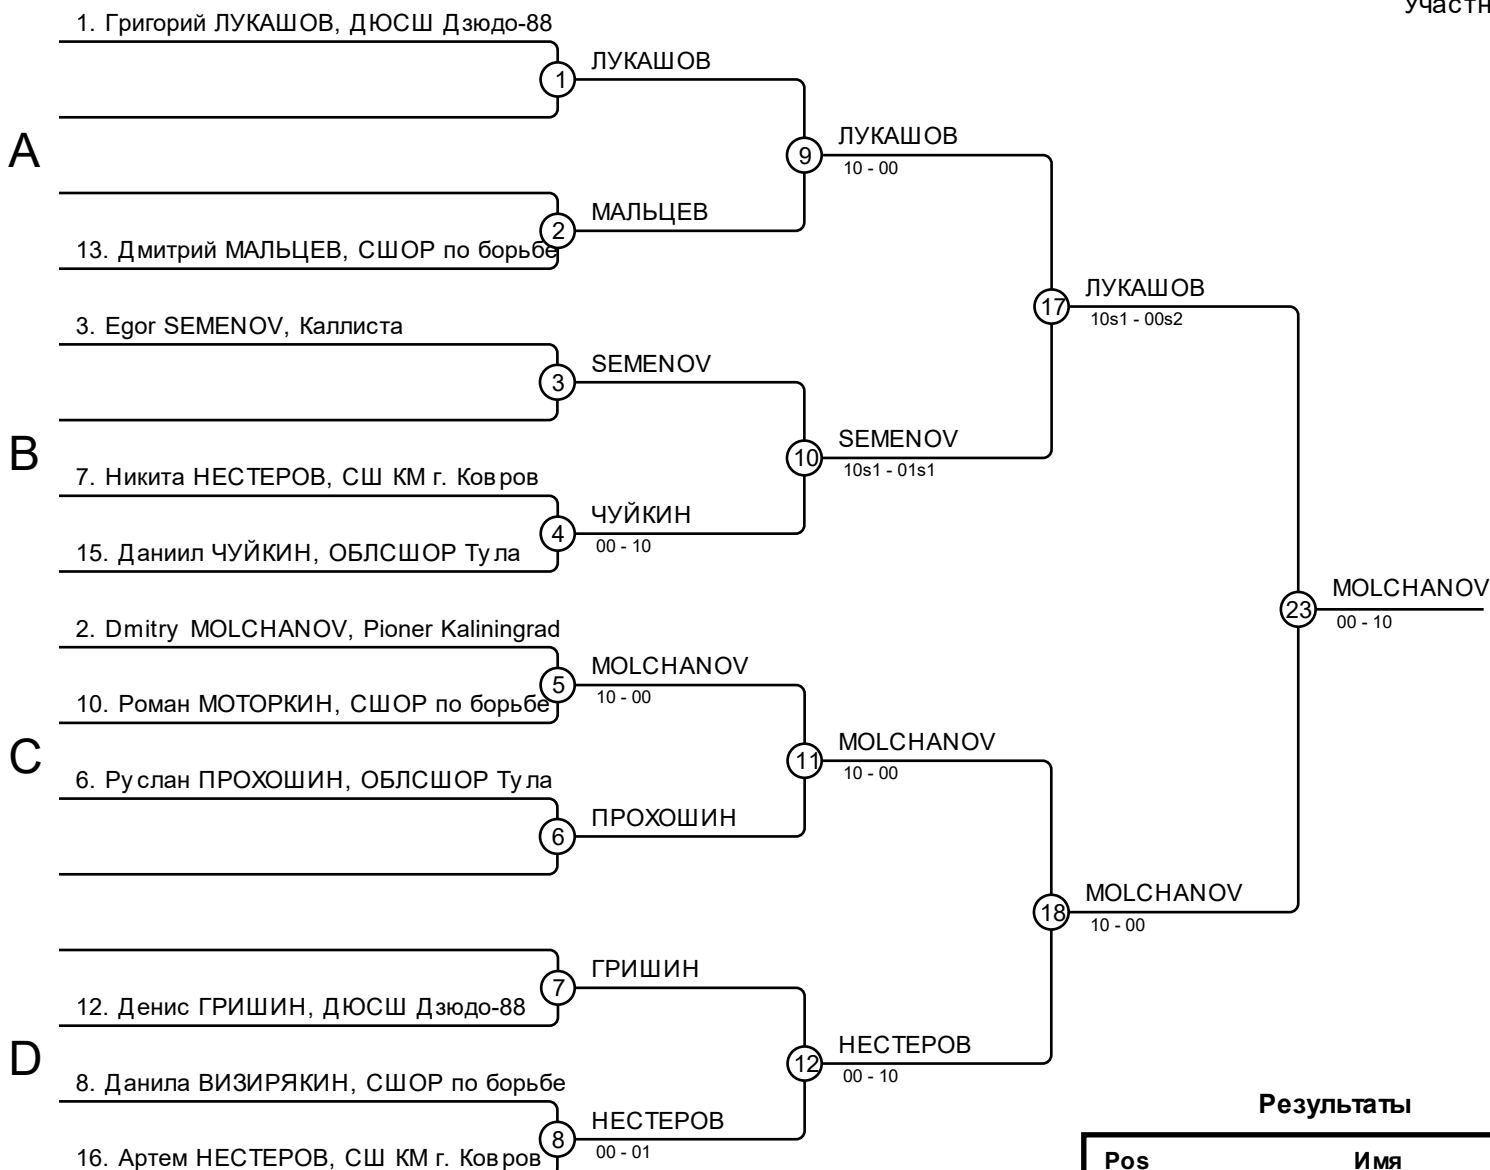 Участн
1. Григорий ЛУКАШОВ, ДЮСШ Дзюдо-88
1
ЛУКАШОВ
A
9
ЛУКАШОВ
10 - 00
2
МАЛЬЦЕВ
13. Дмитрий МАЛЬЦЕВ, СШОР по борьбе
17
ЛУКАШОВ
10s1 - 00s2
3. Egor SEMENOV, Каллиста
3
SEMENOV
B
10
SEMENOV
10s1 - 01s1
7. Никита НЕСТЕРОВ, СШ КМ г. Ковров
4
ЧУЙКИН
00 - 10
15. Даниил ЧУЙКИН, ОБЛСШОР Тула
23
MOLCHANOV
00 - 10
2. Dmitry MOLCHANOV, Pioner Kaliningrad
5
MOLCHANOV
10 - 00
10. Роман МОТОРКИН, СШОР по борьбе
C
11
MOLCHANOV
10 - 00
6. Руслан ПРОХОШИН, ОБЛСШОР Тула
6
ПРОХОШИН
18
MOLCHANOV
10 - 00
7
ГРИШИН
12. Денис ГРИШИН, ДЮСШ Дзюдо-88
D
12
НЕСТЕРОВ
00 - 10
8. Данила ВИЗИРЯКИН, СШОР по борьбе
8
НЕСТЕРОВ
00 - 01
16. Артем НЕСТЕРОВ, СШ КМ г. Ковров
Результаты
Pos Имя